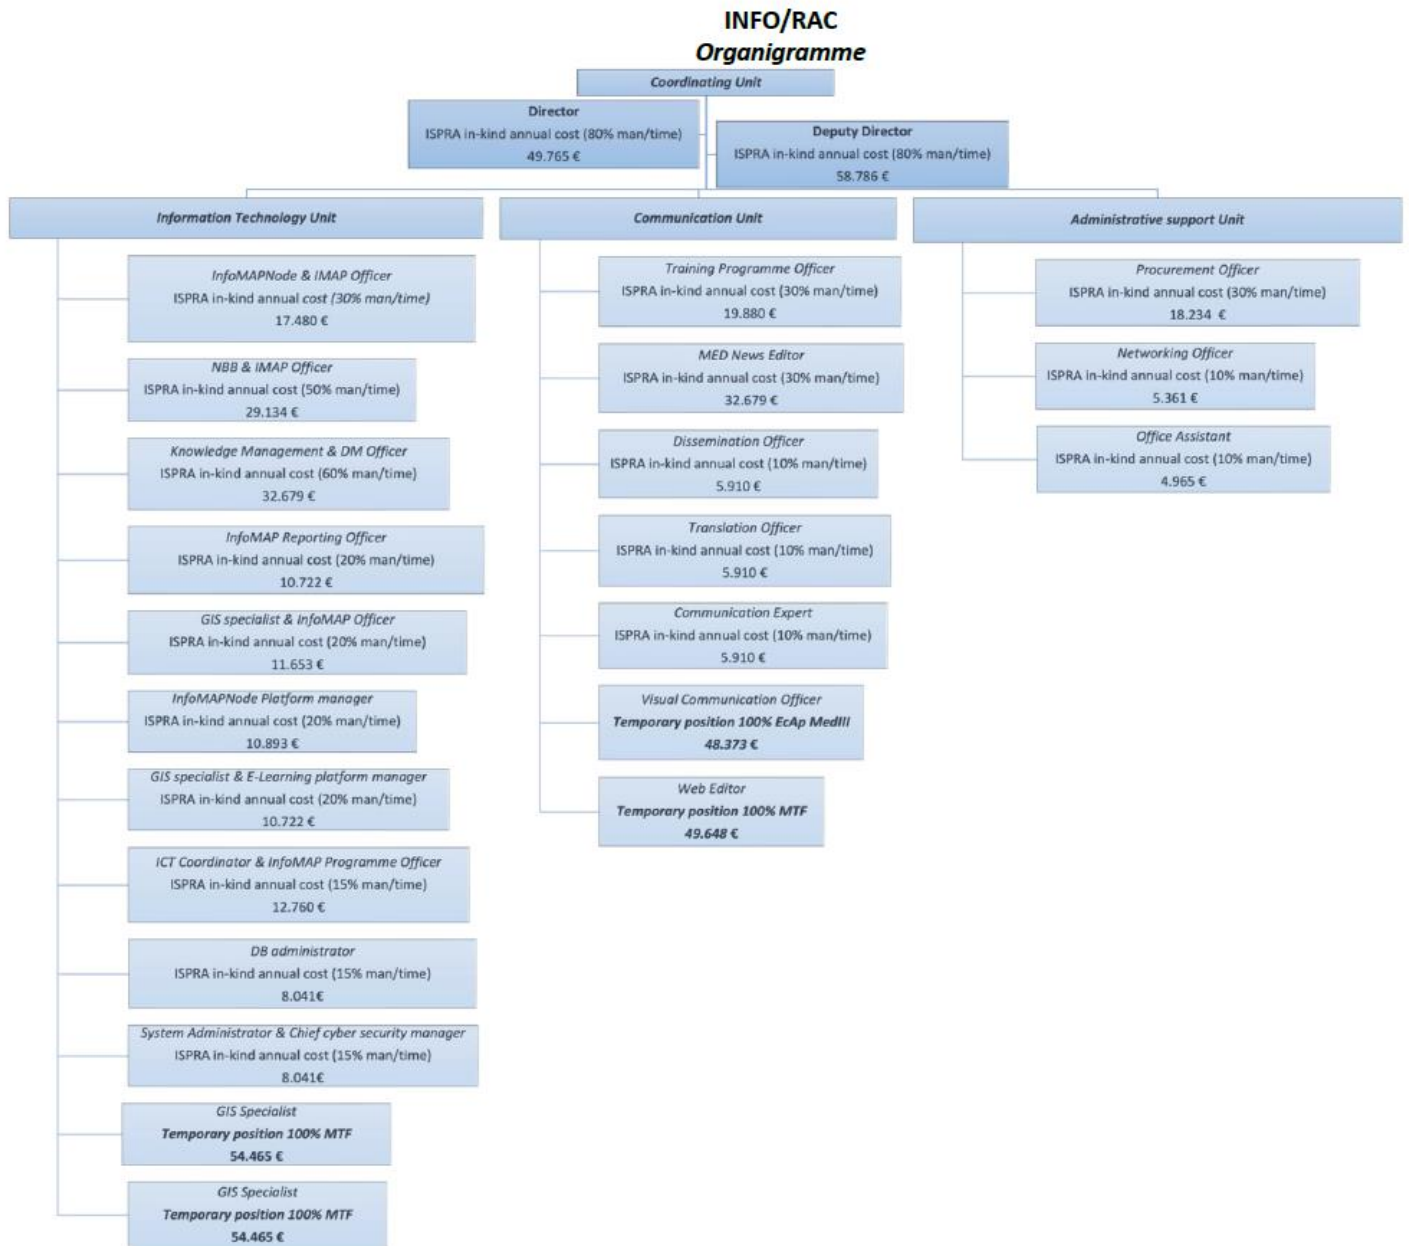 INFO/RAC
Organigramme
Coordinating Unit
Director
ISPRA in-kind annual cost (80% man/time)
49.765 €
Deputy Director
ISPRA in-kind annual cost (80% man/time)
58.786 €
Information Technology Unit
InfoMAPNode & IMAP Officer
ISPRA in-kind annual cost (30% man/time)
17.480 €
NBB & IMAP Officer
ISPRA in-kind annual cost (50% man/time)
29.134 €
Knowledge Management & DM Officer
ISPRA in-kind annual cost (60% man/time)
32.679 €
InfoMAP Reporting Officer
ISPRA in-kind annual cost (20% man/time)
10.722 €
GIS specialist & InfoMAP Officer
ISPRA in-kind annual cost (20% man/time)
11.653 €
InfoMAPNode Platform manager
ISPRA in-kind annual cost (20% man/time)
10.893 €
GIS specialist & E-Learning platform manager
ISPRA in-kind annual cost (20% man/time)
10.722 €
ICT Coordinator & InfoMAP Programme Officer
ISPRA in-kind annual cost (15% man/time)
12.760 €
DB administrator
ISPRA in-kind annual cost (15% man/time)
8.041€
System Administrator & Chief cyber security manager
ISPRA in-kind annual cost (15% man/time)
8.041€
GIS Specialist
Temporary position 100% MTF
54.465 €
GIS Specialist
Temporary position 100% MTF
54.465 €
Communication Unit
Training Programme Officer
ISPRA in-kind annual cost (30% man/time)
19.880 €
MED News Editor
ISPRA in-kind annual cost (30% man/time)
32.679 €
Dissemination Officer
ISPRA in-kind annual cost (10% man/time)
5.910 €
Translation Officer
ISPRA in-kind annual cost (10% man/time)
5.910 €
Communication Expert
ISPRA in-kind annual cost (10% man/time)
5.910 €
Visual Communication Officer
Temporary position 100% EcAp MedIII
48.373 €
Web Editor
Temporary position 100% MTF
49.648 €
Administrative support Unit
Procurement Officer
ISPRA in-kind annual cost (30% man/time)
18.234 €
Networking Officer
ISPRA in-kind annual cost (10% man/time)
5.361 €
Office Assistant
ISPRA in-kind annual cost (10% man/time)
4.965 €